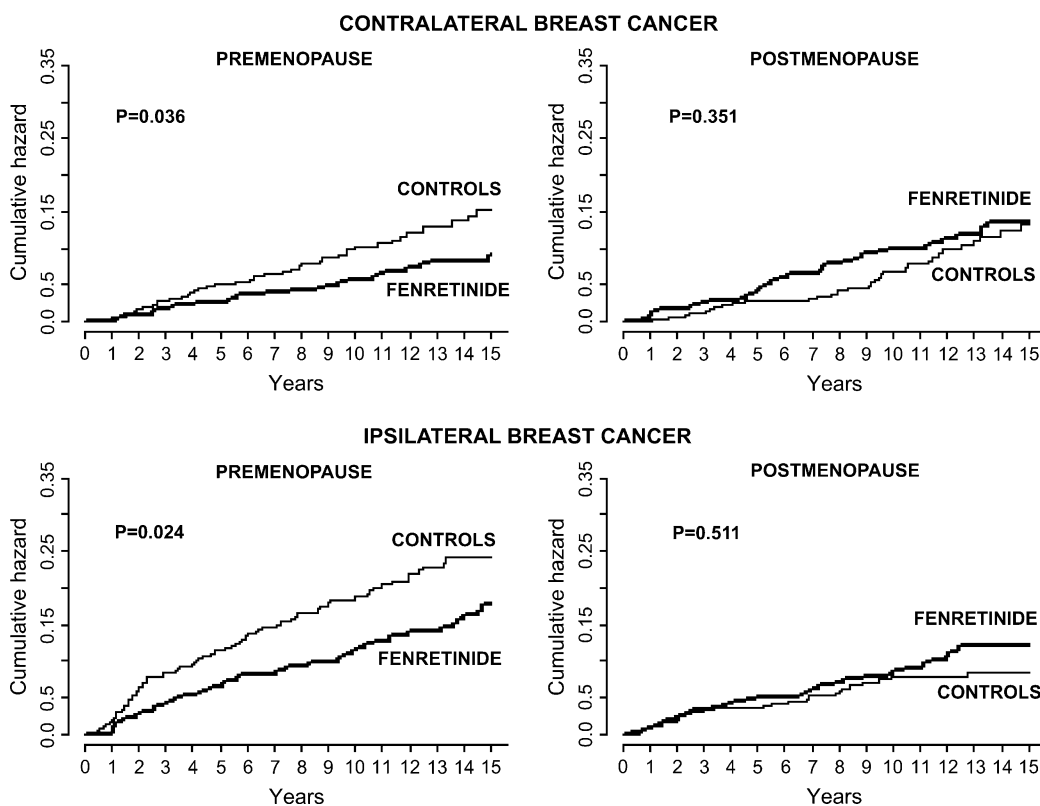 CONTRALATERAL BREAST CANCER
PREMENOPAUSE
Cumulative hazard
0.35
0.25
0.15
0.5
0.0
P=0.036
CONTROLS
FENRETINIDE
0 1 2 3 4 5 6 7 8 9 10 11 12 13 14 15
Years
POSTMENOPAUSE
Cumulative hazard
0.35
0.25
0.15
0.5
0.0
P=0.351
FENRETINIDE
CONTROLS
0 1 2 3 4 5 6 7 8 9 10 11 12 13 14 15
Years
IPSILATERAL BREAST CANCER
PREMENOPAUSE
Cumulative hazard
0.35
0.25
0.15
0.5
0.0
P=0.024
CONTROLS
FENRETINIDE
0 1 2 3 4 5 6 7 8 9 10 11 12 13 14 15
Years
POSTMENOPAUSE
Cumulative hazard
0.35
0.25
0.15
0.5
0.0
P=0.511
FENRETINIDE
CONTROLS
0 1 2 3 4 5 6 7 8 9 10 11 12 13 14 15
Years